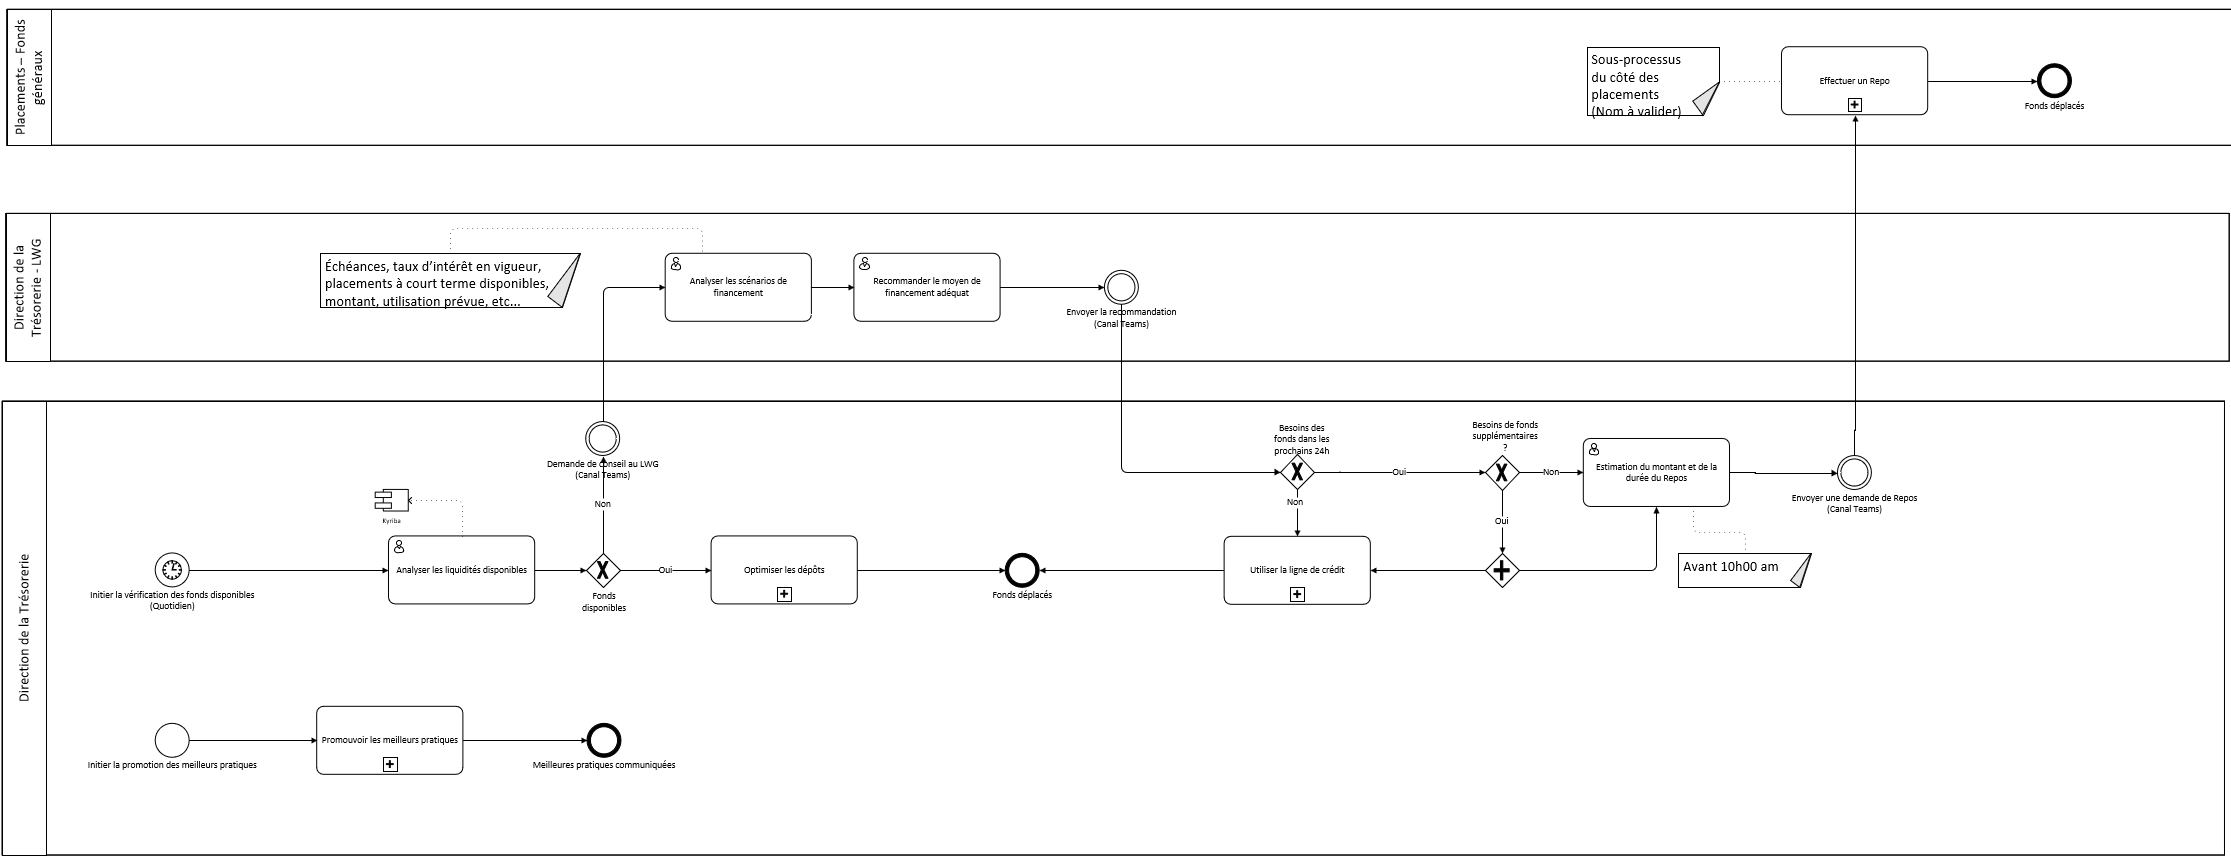 Placements – Fonds
généraux
Sous-processus
du côté des
placements
(Nom à valider)
Effectuer un Repo
Fonds déplacés
Direction de la
Trésorerie - LWG
Échéances, taux d’intérêt en vigueur,
placements à court terme disponibles,
montant, utilisation prévue, etc...
Analyser les scénarios de
financement
Recommander le moyen de
financement adéquat
Envoyer la recommandation
(Canal Teams)
Direction de la Trésorerie
Demande de conseil au LWG
(Canal Teams)
Non
Kyriba
Initier la vérification des fonds disponibles
(Quotidien)
Analyser les liquidités disponibles
Fonds
disponibles
Oui
Optimiser les dépôts
Fonds déplacés
Besoins des
fonds dans les
prochains 24h
Oui
Non
Utiliser la ligne de crédit
Besoins de fonds
supplémentaires
?
Non
Oui
Estimation du montant et de la
durée du Repos
Avant 10h00 am
Envoyer une demande de Repos
(Canal Teams)
Initier la promotion des meilleurs pratiques
Promouvoir les meilleurs pratiques
Meilleures pratiques communiquées